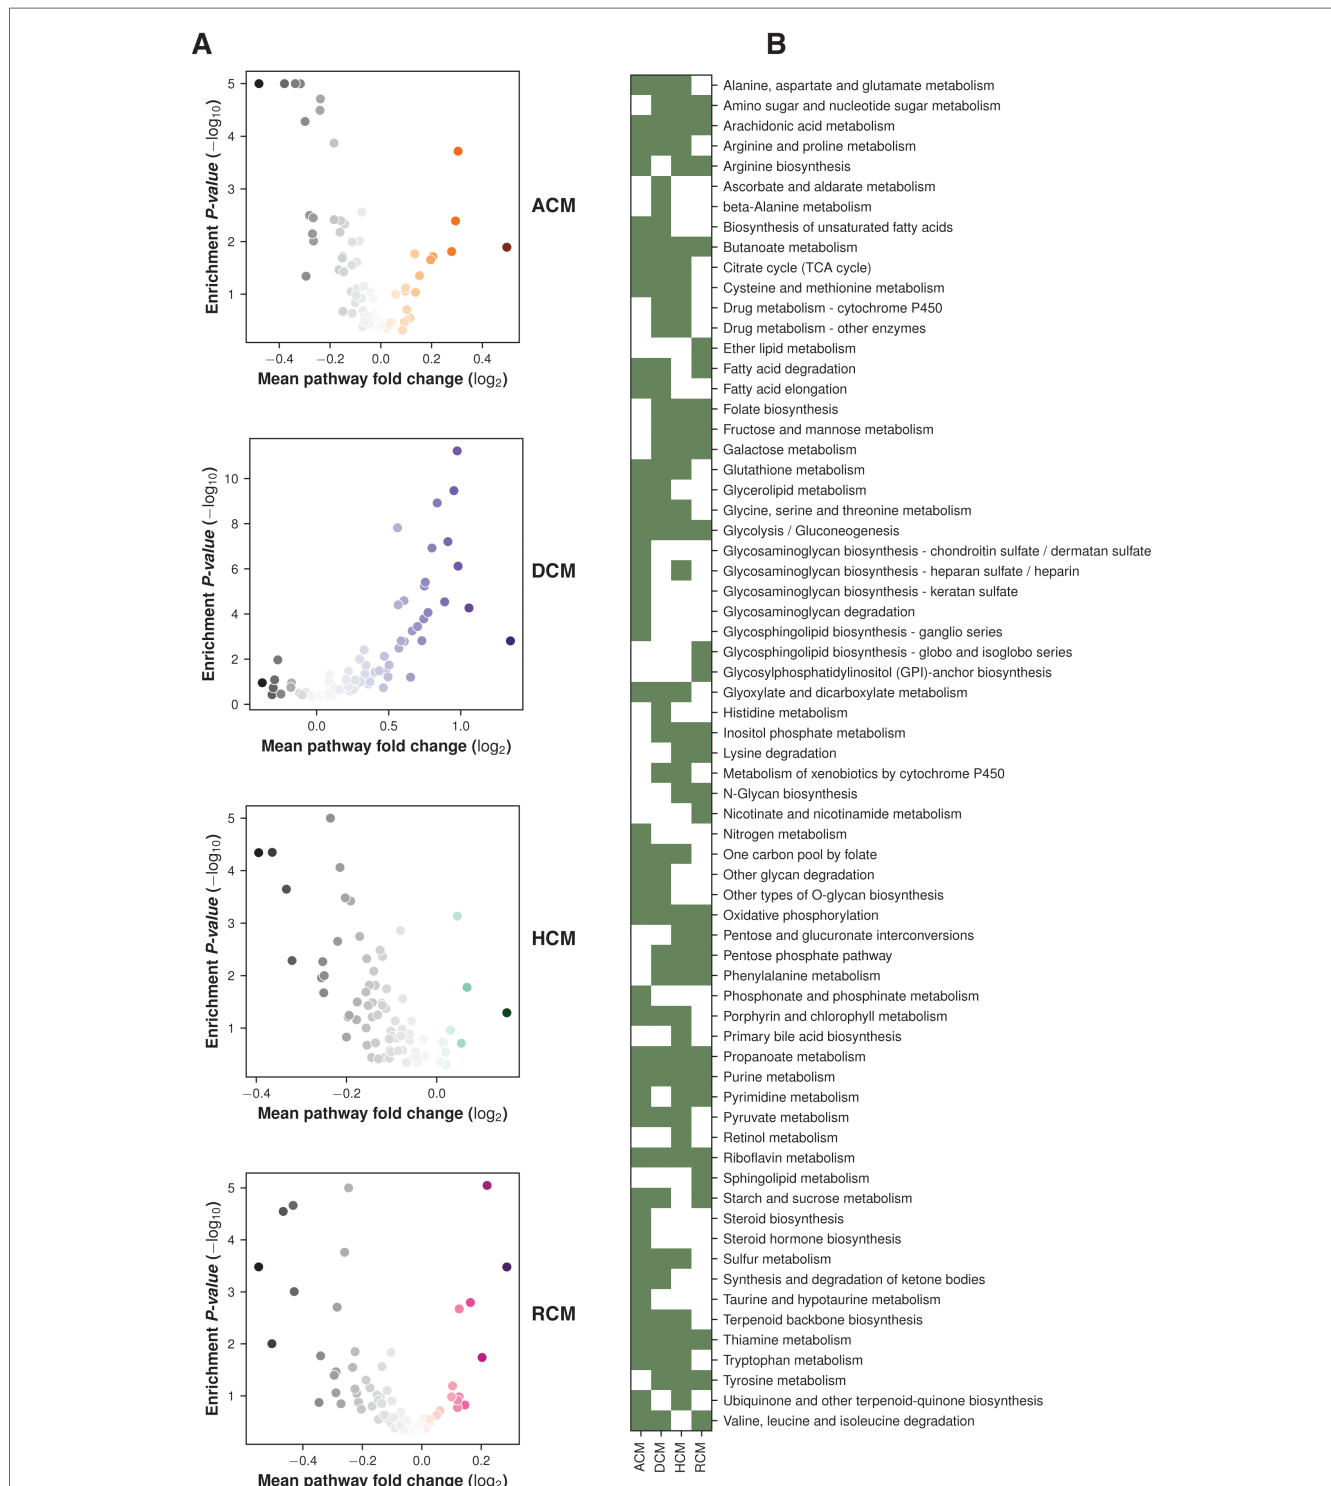 A
B
5
4
3
2
1
−0.4
−0.2
0.0
0.2
0.4
Enrichment P-value (−log10)
Mean pathway fold change (log2)
ACM
10
8
6
4
2
0
0.0
0.5
1.0
Enrichment P-value (−log10)
Mean pathway fold change (log2)
DCM
5
4
3
2
1
−0.4
−0.2
0.0
Enrichment P-value (−log10)
Mean pathway fold change (log2)
HCM
5
4
3
2
1
−0.4
−0.2
0.0
0.2
Enrichment P-value (−log10)
Mean pathway fold change (log2)
RCM
Alanine, aspartate and glutamate metabolism
Amino sugar and nucleotide sugar metabolism
Arachidonic acid metabolism
Arginine and proline metabolism
Arginine biosynthesis
Ascorbate and aldarate metabolism
beta-Alanine metabolism
Biosynthesis of unsaturated fatty acids
Butanoate metabolism
Citrate cycle (TCA cycle)
Cysteine and methionine metabolism
Drug metabolism - cytochrome P450
Drug metabolism - other enzymes
Ether lipid metabolism
Fatty acid degradation
Fatty acid elongation
Folate biosynthesis
Fructose and mannose metabolism
Galactose metabolism
Glutathione metabolism
Glycerolipid metabolism
Glycine, serine and threonine metabolism
Glycolysis / Gluconeogenesis
Glycosaminoglycan biosynthesis - chondroitin sulfate / dermatan sulfate
Glycosaminoglycan biosynthesis - heparan sulfate / heparin
Glycosaminoglycan biosynthesis - keratan sulfate
Glycosaminoglycan degradation
Glycosphingolipid biosynthesis - ganglio series
Glycosphingolipid biosynthesis - globo and isoglobo series
Glycosylphosphatidylinositol (GPI)-anchor biosynthesis
Glyoxylate and dicarboxylate metabolism
Histidine metabolism
Inositol phosphate metabolism
Lysine degradation
Metabolism of xenobiotics by cytochrome P450
N-Glycan biosynthesis
Nicotinate and nicotinamide metabolism
Nitrogen metabolism
One carbon pool by folate
Other glycan degradation
Other types of O-glycan biosynthesis
Oxidative phosphorylation
Pentose and glucuronate interconversions
Pentose phosphate pathway
Phenylalanine metabolism
Phosphonate and phosphinate metabolism
Porphyrin and chlorophyll metabolism
Primary bile acid biosynthesis
Propanoate metabolism
Purine metabolism
Pyrimidine metabolism
Pyruvate metabolism
Retinol metabolism
Riboflavin metabolism
Sphingolipid metabolism
Starch and sucrose metabolism
Steroid biosynthesis
Steroid hormone biosynthesis
Sulfur metabolism
Synthesis and degradation of ketone bodies
Taurine and hypotaurine metabolism
Terpenoid backbone biosynthesis
Thiamine metabolism
Tryptophan metabolism
Tyrosine metabolism
Ubiquinone and other terpenoid-quinone biosynthesis
Valine, leucine and isoleucine degradation
ACM
DCM
HCM
RCM